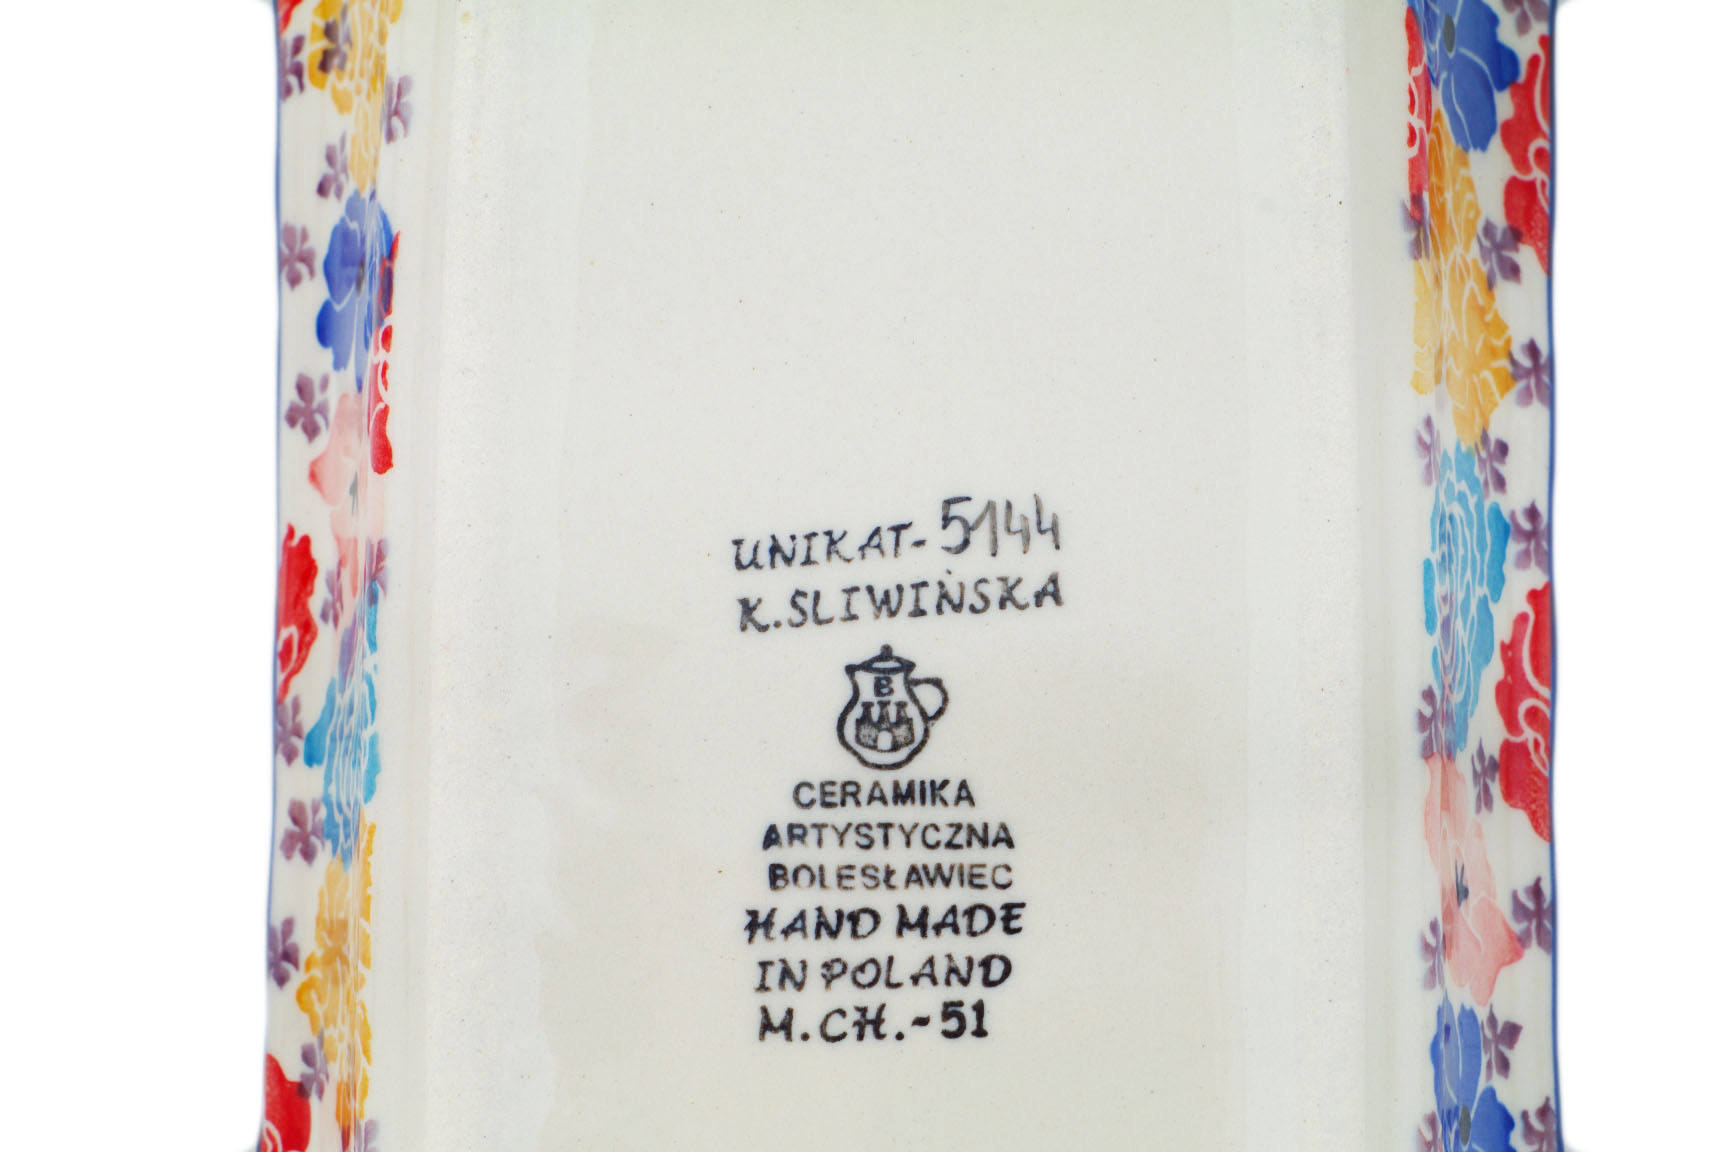 UNIKAT-5144
K.SLIWIŃSKA
B
CERAMIKA
ARTYSTYCZNA
BOLESŁAWIEC
HAND MADE
IN POLAND
M.CH.-51